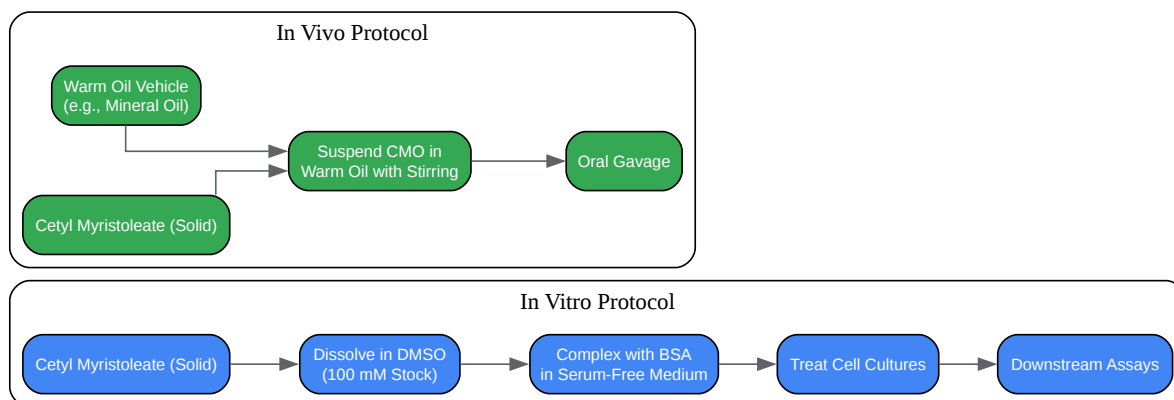 In Vivo Protocol
Warm Oil Vehicle
(e.g., Mineral Oil)
Suspend CMO in
Warm Oil with Stirring
Oral Gavage
Cetyl Myristoleate (Solid)
In Vitro Protocol
Cetyl Myristoleate (Solid)
Dissolve in DMSO
(100 mM Stock)
Complex with BSA
in Serum-Free Medium
Treat Cell Cultures
Downstream Assays